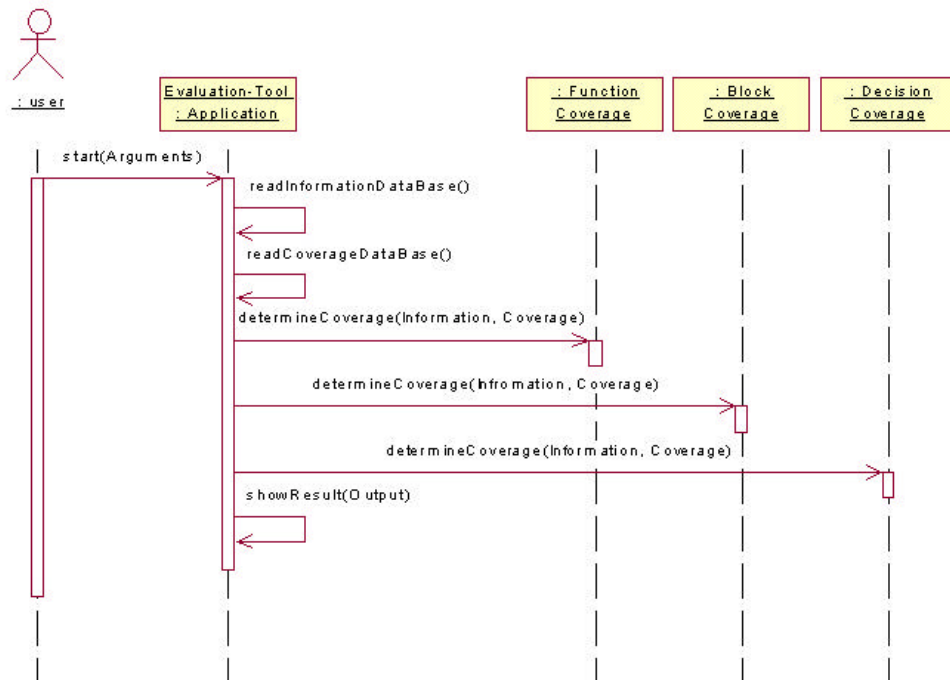 : user
Evaluation-Tool
: Application
: Function
Coverage
: Block
Coverage
: Decision
Coverage
start(Arguments)
readInformationDataBase()
readCoverageDataBase()
determineCoverage(Information, Coverage)
determineCoverage(Infromation, Coverage)
determineCoverage(Information, Coverage)
showResult(Output)